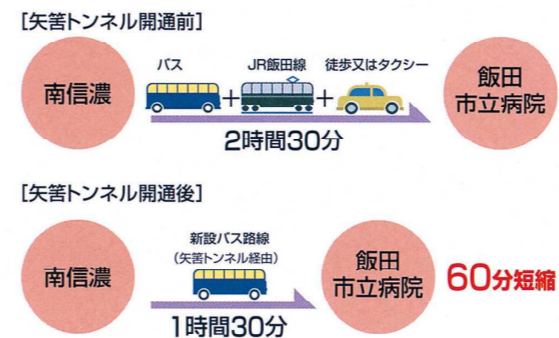 [矢筈トンネル開通前]
南信濃
バス
+
JR飯田線
+
徒歩又はタクシー
2時間30分
飯田
市立病院
[矢筈トンネル開通後]
南信濃
新設バス路線
(矢筈トンネル経由)
1時間30分
飯田
市立病院
60分短縮